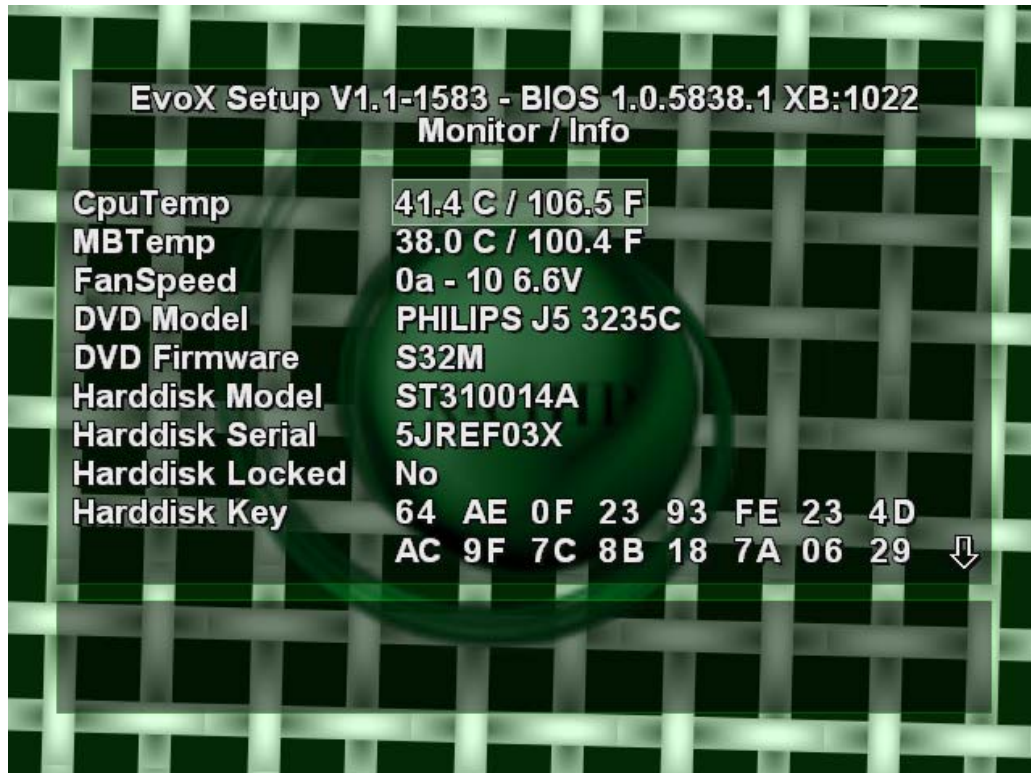 EvoX Setup V1.1-1583 - BIOS 1.0.5838.1 XB:1022
Monitor / Info
CpuTemp 41.4 C / 106.5 F
MBTemp 38.0 C / 100.4 F
FanSpeed 0a - 10 6.6V
DVD Model PHILIPS J5 3235C
DVD Firmware S32M
Harddisk Model ST310014A
Harddisk Serial 5JREF03X
Harddisk Locked No
Harddisk Key 64 AE 0F 23 93 FE 23 4D
AC 9F 7C 8B 18 7A 06 29